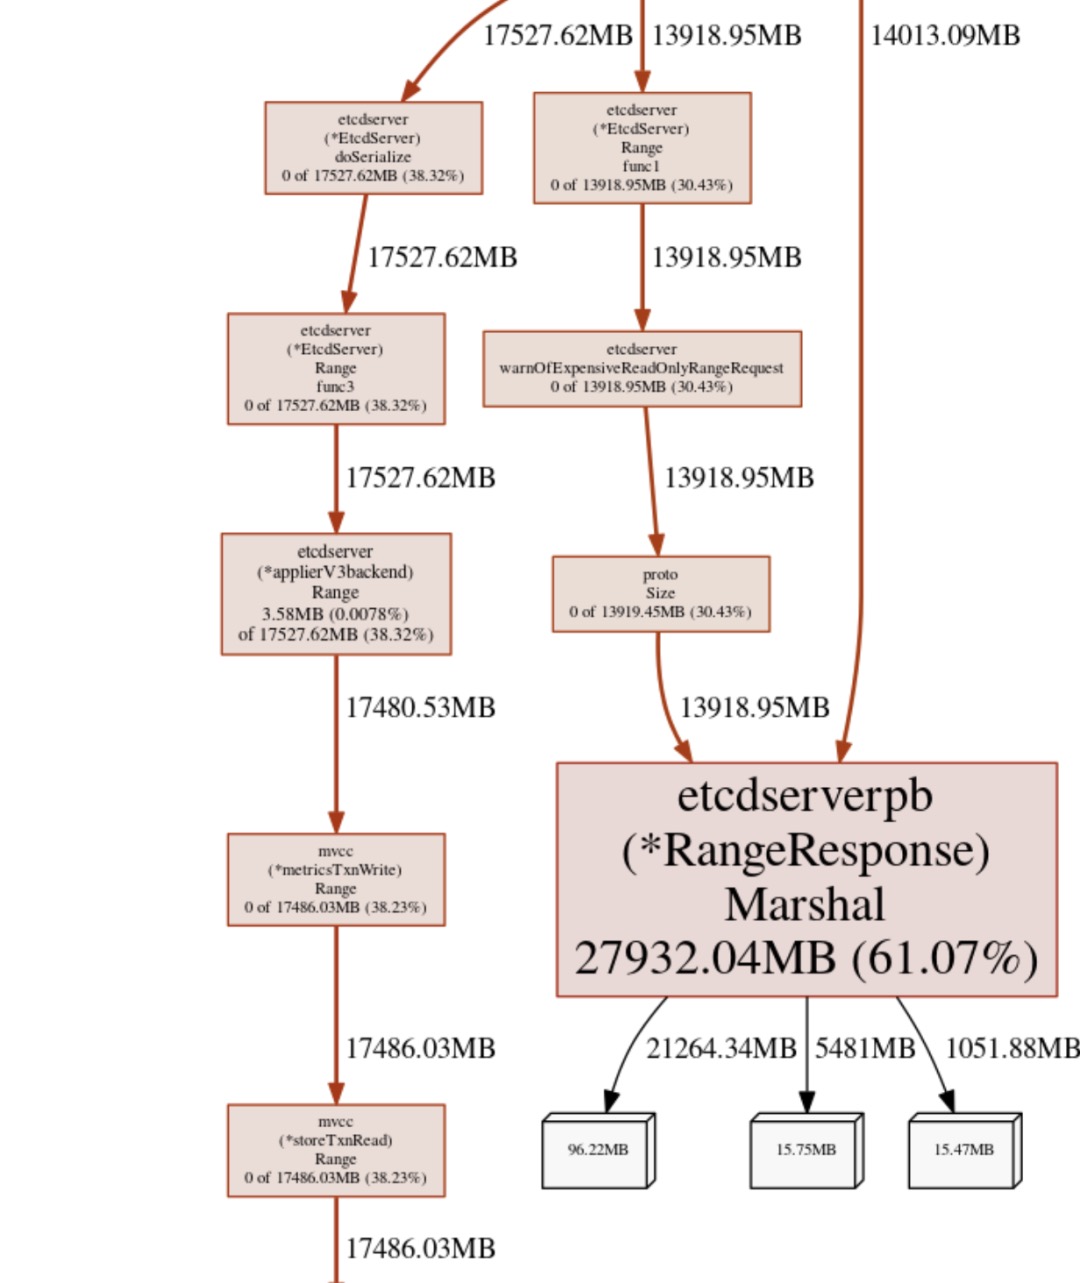 17527.62MB
13918.95MB
14013.09MB
etcdserver
(*EtcdServer)
doSerialize
0 of 17527.62MB (38.32%)
etcdserver
(*EtcdServer)
Range
func1
0 of 13918.95MB (30.43%)
17527.62MB
13918.95MB
etcdserver
(*EtcdServer)
Range
func3
0 of 17527.62MB (38.32%)
etcdserver
warnOfExpensiveReadOnlyRangeRequest
0 of 13918.95MB (30.43%)
17527.62MB
13918.95MB
etcdserver
(*applierV3backend)
Range
3.58MB (0.0078%)
of 17527.62MB (38.32%)
proto
Size
0 of 13919.45MB (30.43%)
17480.53MB
13918.95MB
etcdserverpb
(*RangeResponse)
Marshal
27932.04MB (61.07%)
mvcc
(*metricsTxnWrite)
Range
0 of 17486.03MB (38.23%)
17486.03MB
21264.34MB
5481MB
1051.88MB
mvcc
(*storeTxnRead)
Range
0 of 17486.03MB (38.23%)
96.22MB
15.75MB
15.47MB
17486.03MB